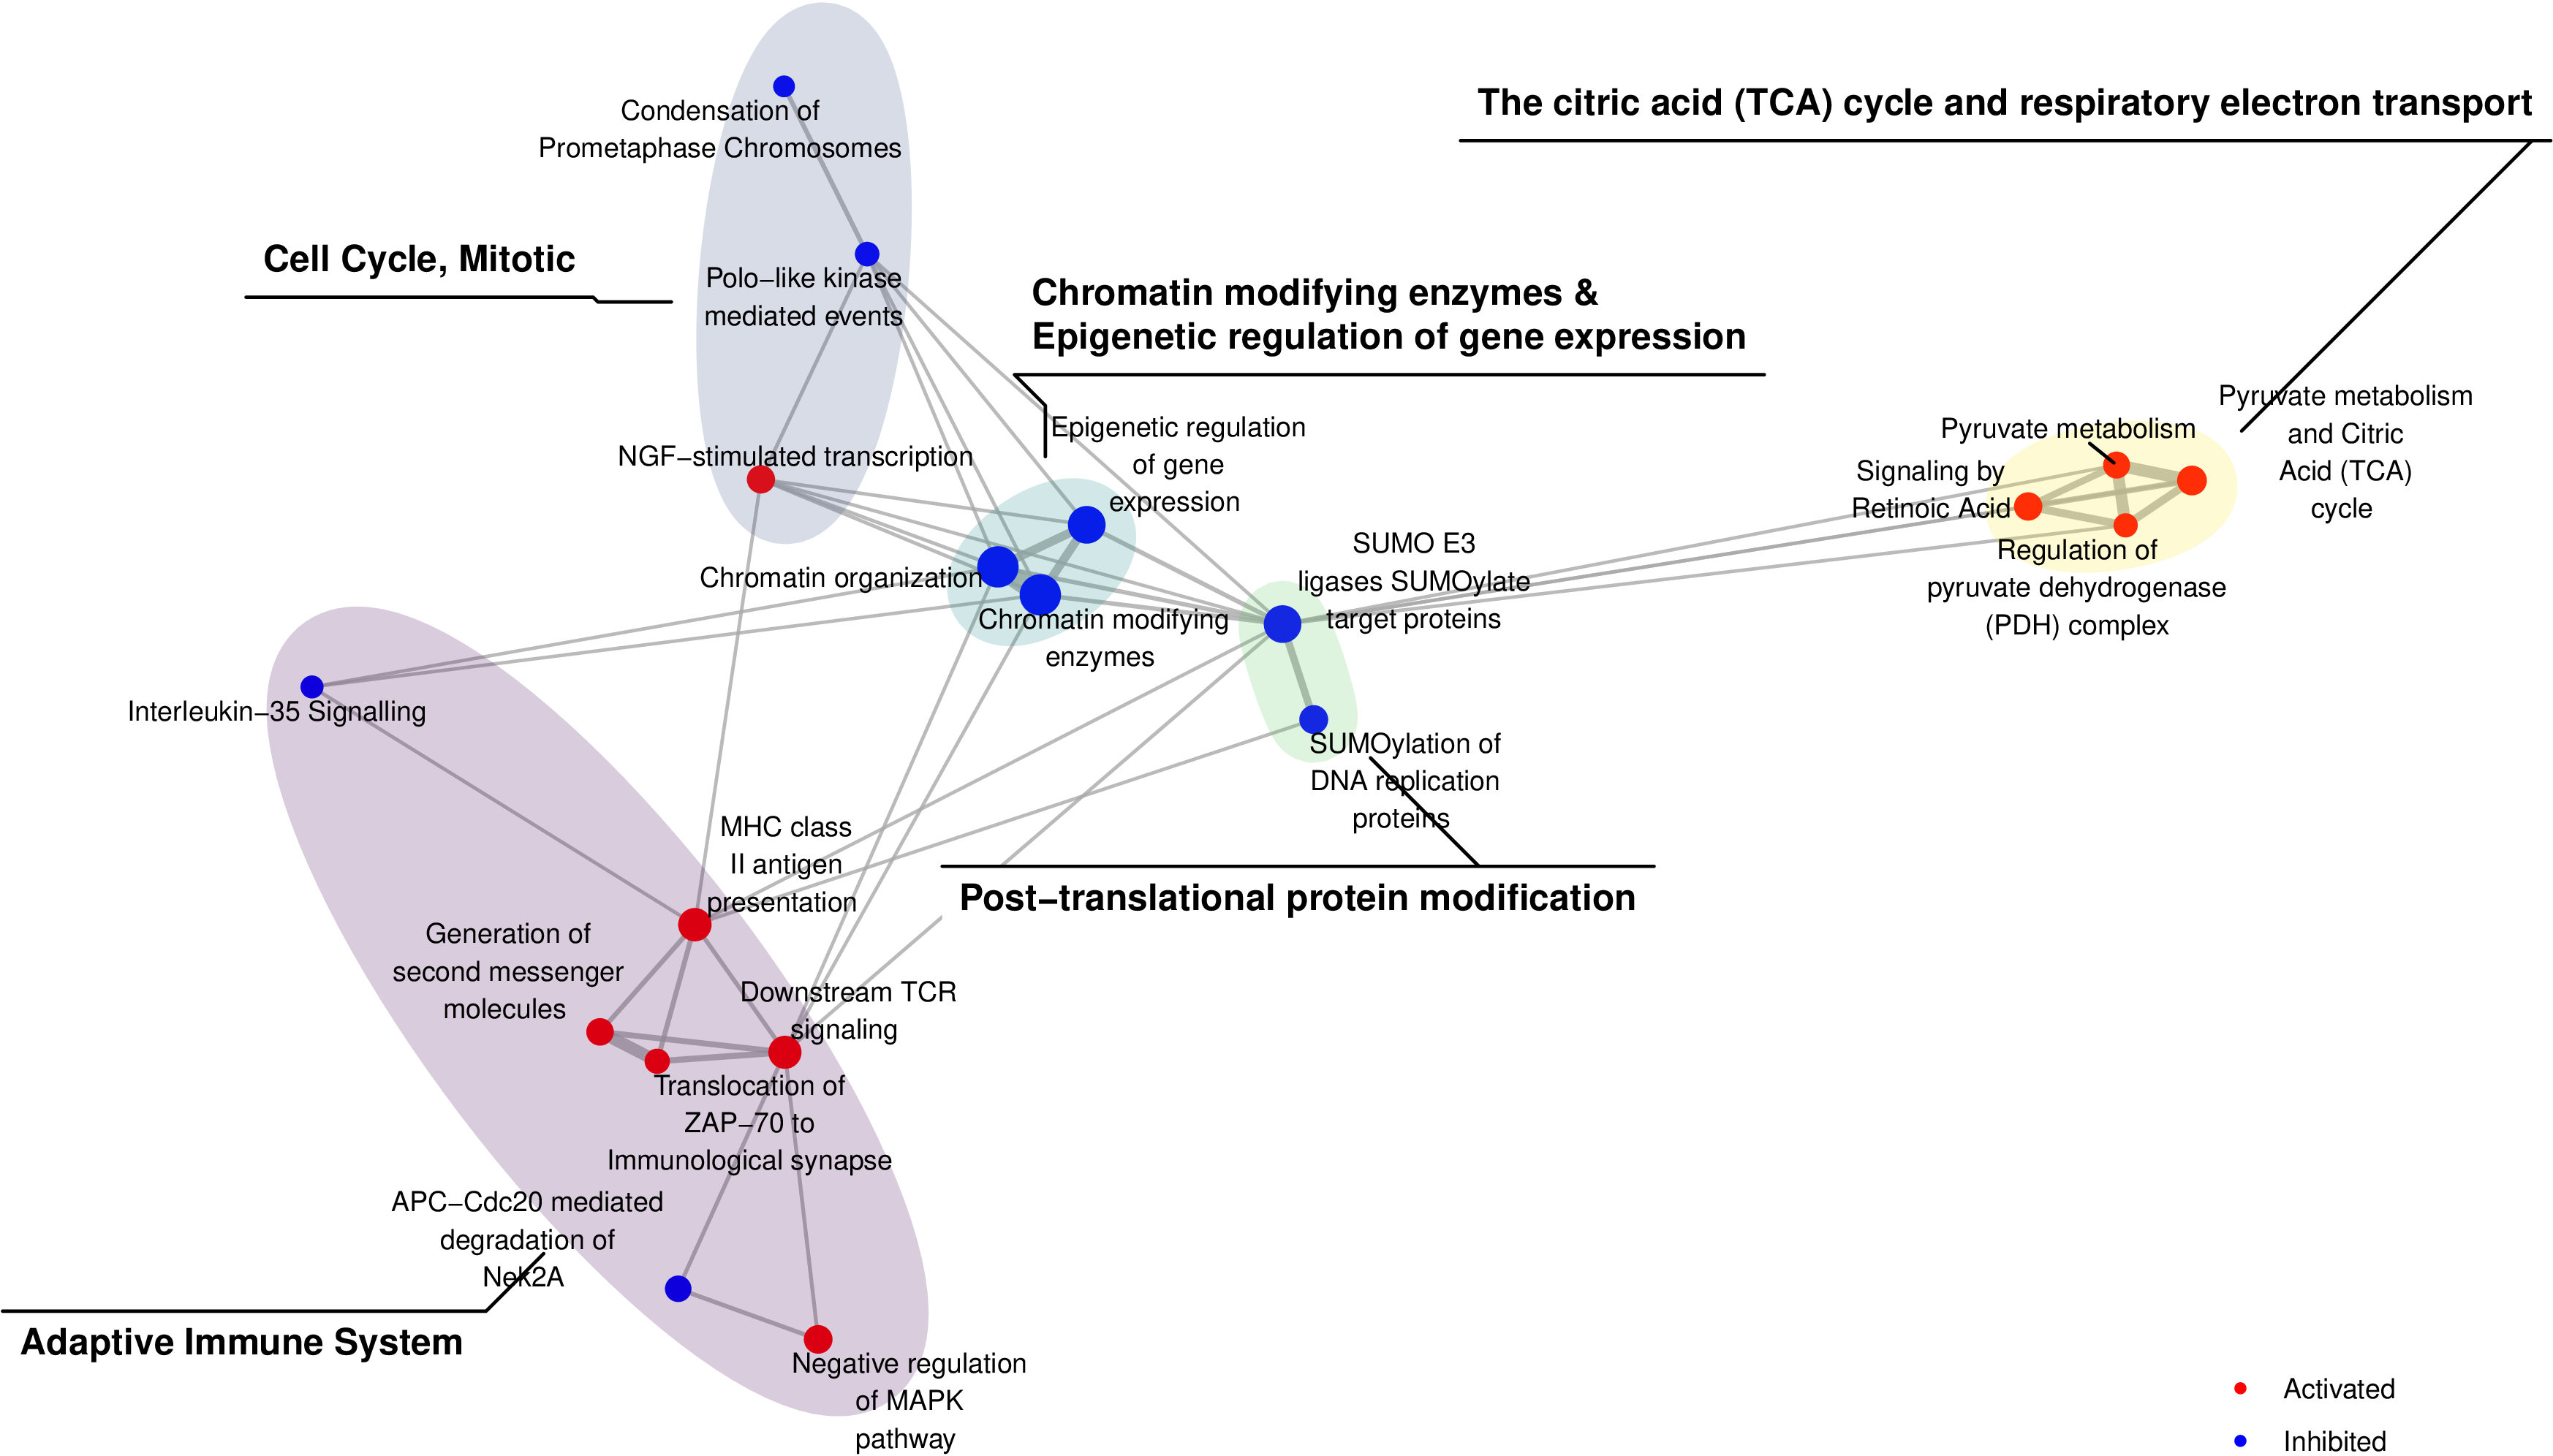 The citric acid (TCA) cycle and respiratory electron transport
Condensation of
Prometaphase Chromosomes
Cell Cycle, Mitotic
Polo−like kinase
mediated events
Chromatin modifying enzymes &
Epigenetic regulation of gene expression
Epigenetic regulation
of gene
expression
NGF−stimulated transcription
Pyruvate metabolism
Pyruvate metabolism
and Citric
Acid (TCA)
cycle
Signaling by
Retinoic Acid
Regulation of
pyruvate dehydrogenase
(PDH) complex
SUMO E3
ligases SUMOylate
target proteins
Chromatin organization
Chromatin modifying
enzymes
Interleukin−35 Signalling
SUMOylation of
DNA replication
proteins
Post−translational protein modification
MHC class
II antigen
presentation
Generation of
second messenger
molecules
Downstream TCR
signaling
Translocation of
ZAP−70 to
Immunological synapse
APC−Cdc20 mediated
degradation of
Nek2A
Adaptive Immune System
Negative regulation
of MAPK
pathway
Activated
Inhibited